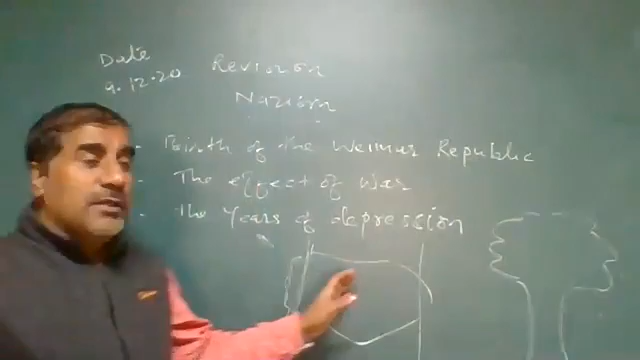 Date
9.12.20
Revision
Nazism
- Birth of the Weimar Republic
- The effect of War
- The Years of depression